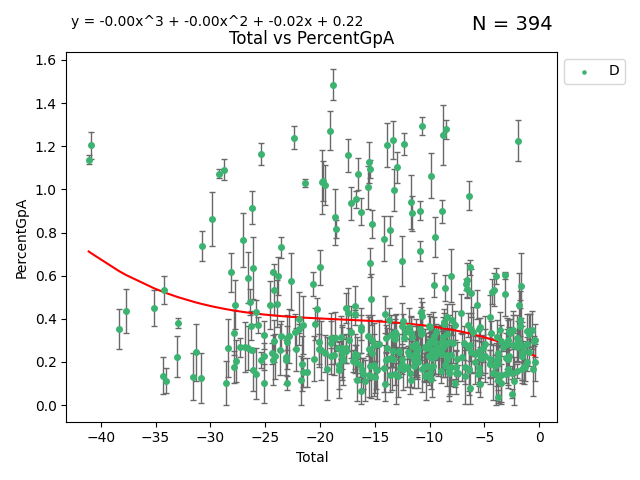 y = -0.00x^3 + -0.00x^2 + -0.02x + 0.22
N = 394
Total vs PercentGpA
D
PercentGpA
1.6
1.4
1.2
1.0
0.8
0.6
0.4
0.2
0.0
−40 −35 −30 −25 −20 −15 −10 −5 0
Total